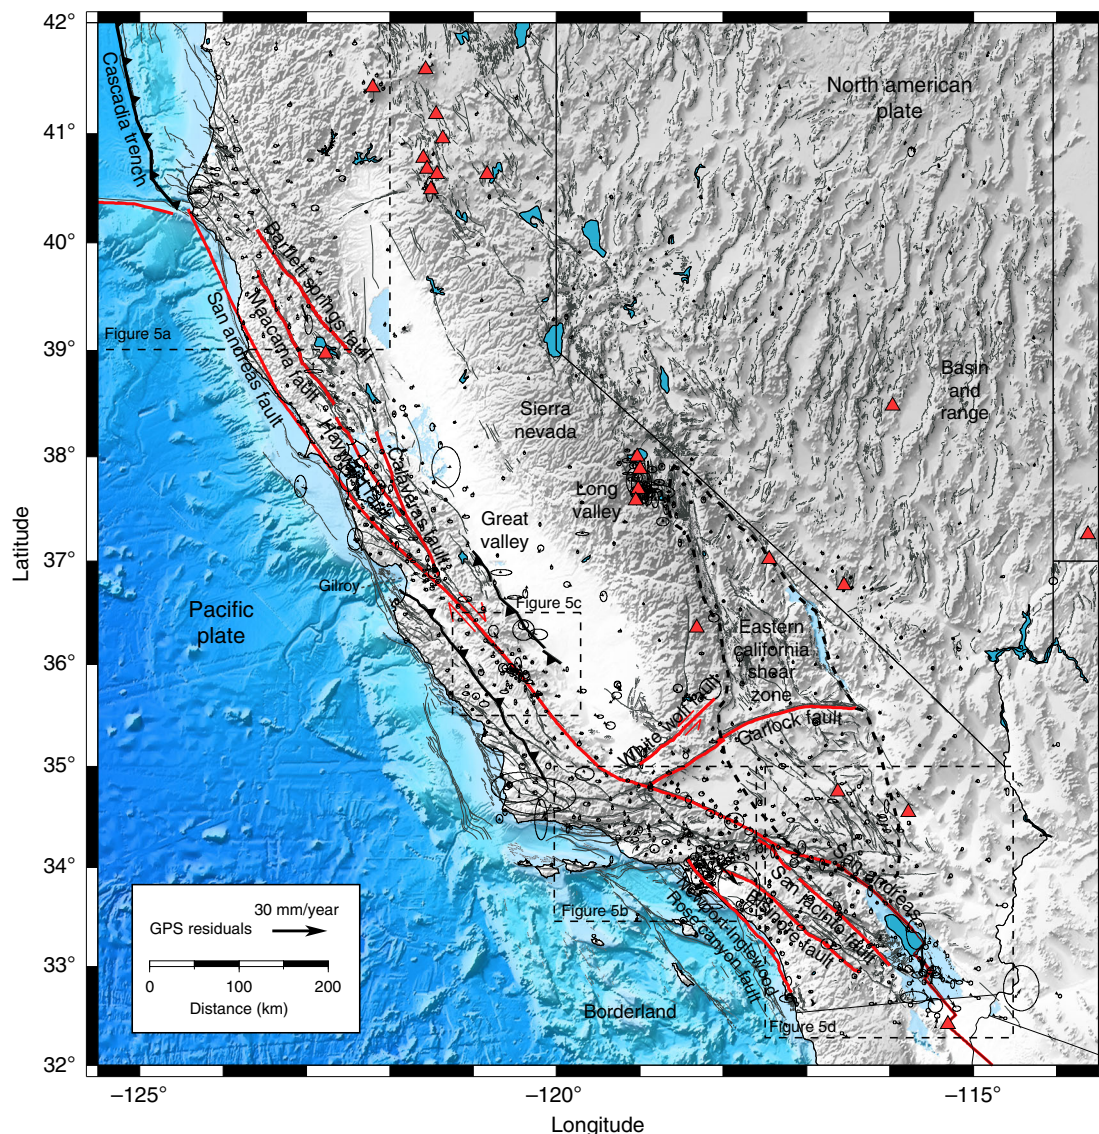 42°
41°
40°
39°
38°
37°
36°
35°
34°
33°
32°
Latitude
−125°
−120°
−115°
Longitude
Cascadia trench
North american
plate
Bartlett springs fault
Maacama fault
San andreas fault
Figure 5a
Basin
and
range
Sierra
nevada
Hayward fault
Calaveras fault
Long
valley
Great
valley
Gilroy
Figure 5c
Pacific
plate
Eastern
california
shear
zone
White wolf fault
Garlock fault
San andreas
San jacinto fault
Elsinore fault
Newport-Inglewood
rose canyon fault
Figure 5b
Borderland
Figure 5d
30 mm/year
GPS residuals
0
100
200
Distance (km)